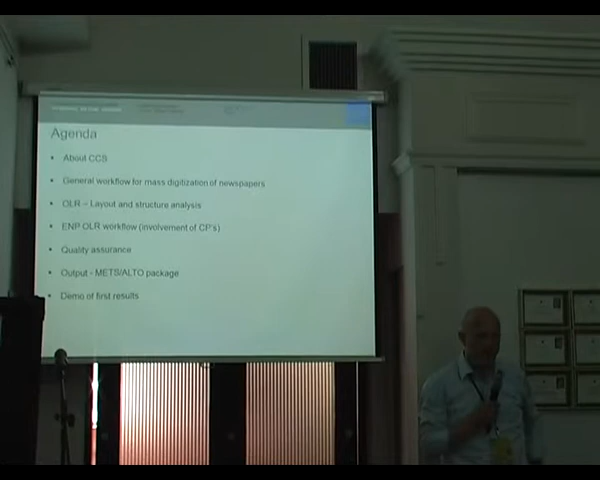 Agenda
• About CCS
• General workflow for mass digitization of newspapers
• OLR – Layout and structure analysis
• ENP OLR workflow (involvement of CP's)
• Quality assurance
• Output - METS/ALTO package
• Demo of first results